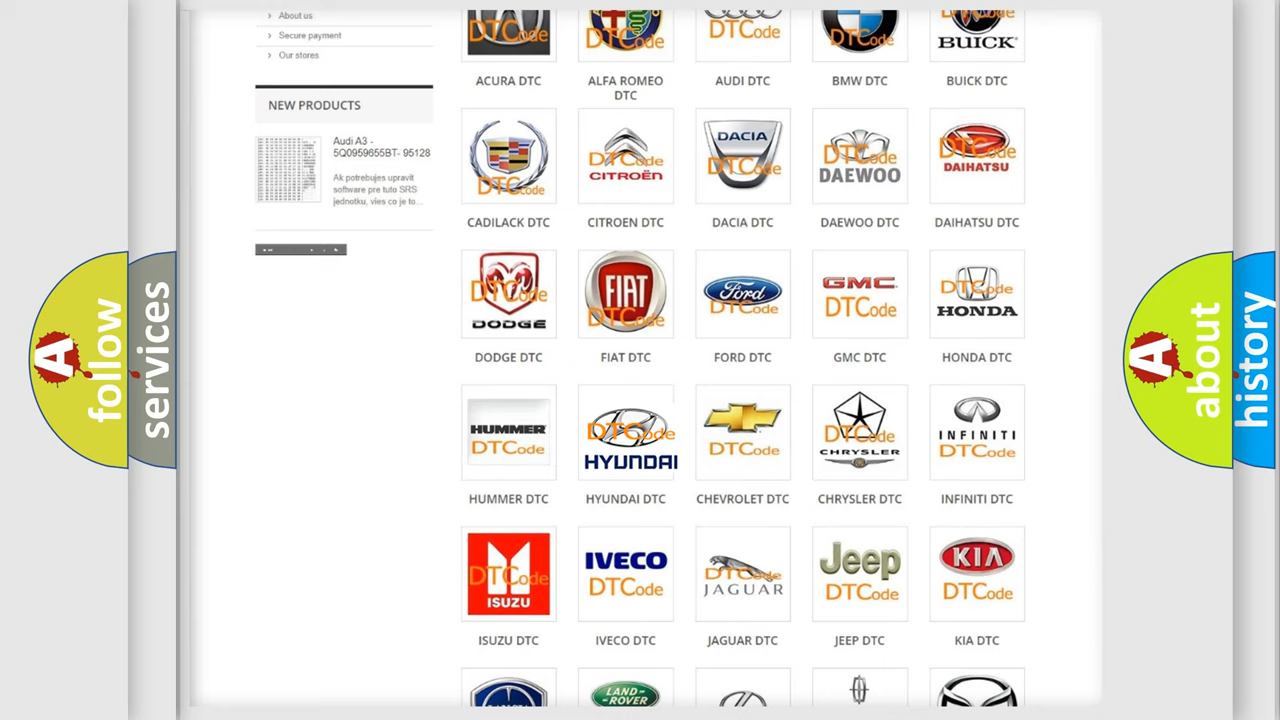 About us
Secure payment
Our stores
NEW PRODUCTS
Audi A3 -
5Q0959655BT- 95128
Ak potrebujes upravit
software pre tuto SRS
jednotku, vies co je to...
DTCode DTCode DTCode DTCode BUICK
ACURA DTC ALFA ROMEO DTC AUDI DTC BMW DTC BUICK DTC
DTCode DTCode CITROËN DACIA DTCode DTCode DAEWOO DTCode DAIHATSU
CADILACK DTC CITROEN DTC DACIA DTC DAEWOO DTC DAIHATSU DTC
DTCode DODGE FIAT DTCode Ford DTCode GMC DTCode DTCode HONDA
DODGE DTC FIAT DTC FORD DTC GMC DTC HONDA DTC
HUMMER DTCode DTCode HYUNDAI DTCode DTCode CHRYSLER INFINITI DTCode
HUMMER DTC HYUNDAI DTC CHEVROLET DTC CHRYSLER DTC INFINITI DTC
DTCode ISUZU IVECO DTCode DTCode JAGUAR Jeep DTCode KIA DTCode
ISUZU DTC IVECO DTC JAGUAR DTC JEEP DTC KIA DTC
LAND-ROVER
A follow
services
A about
history